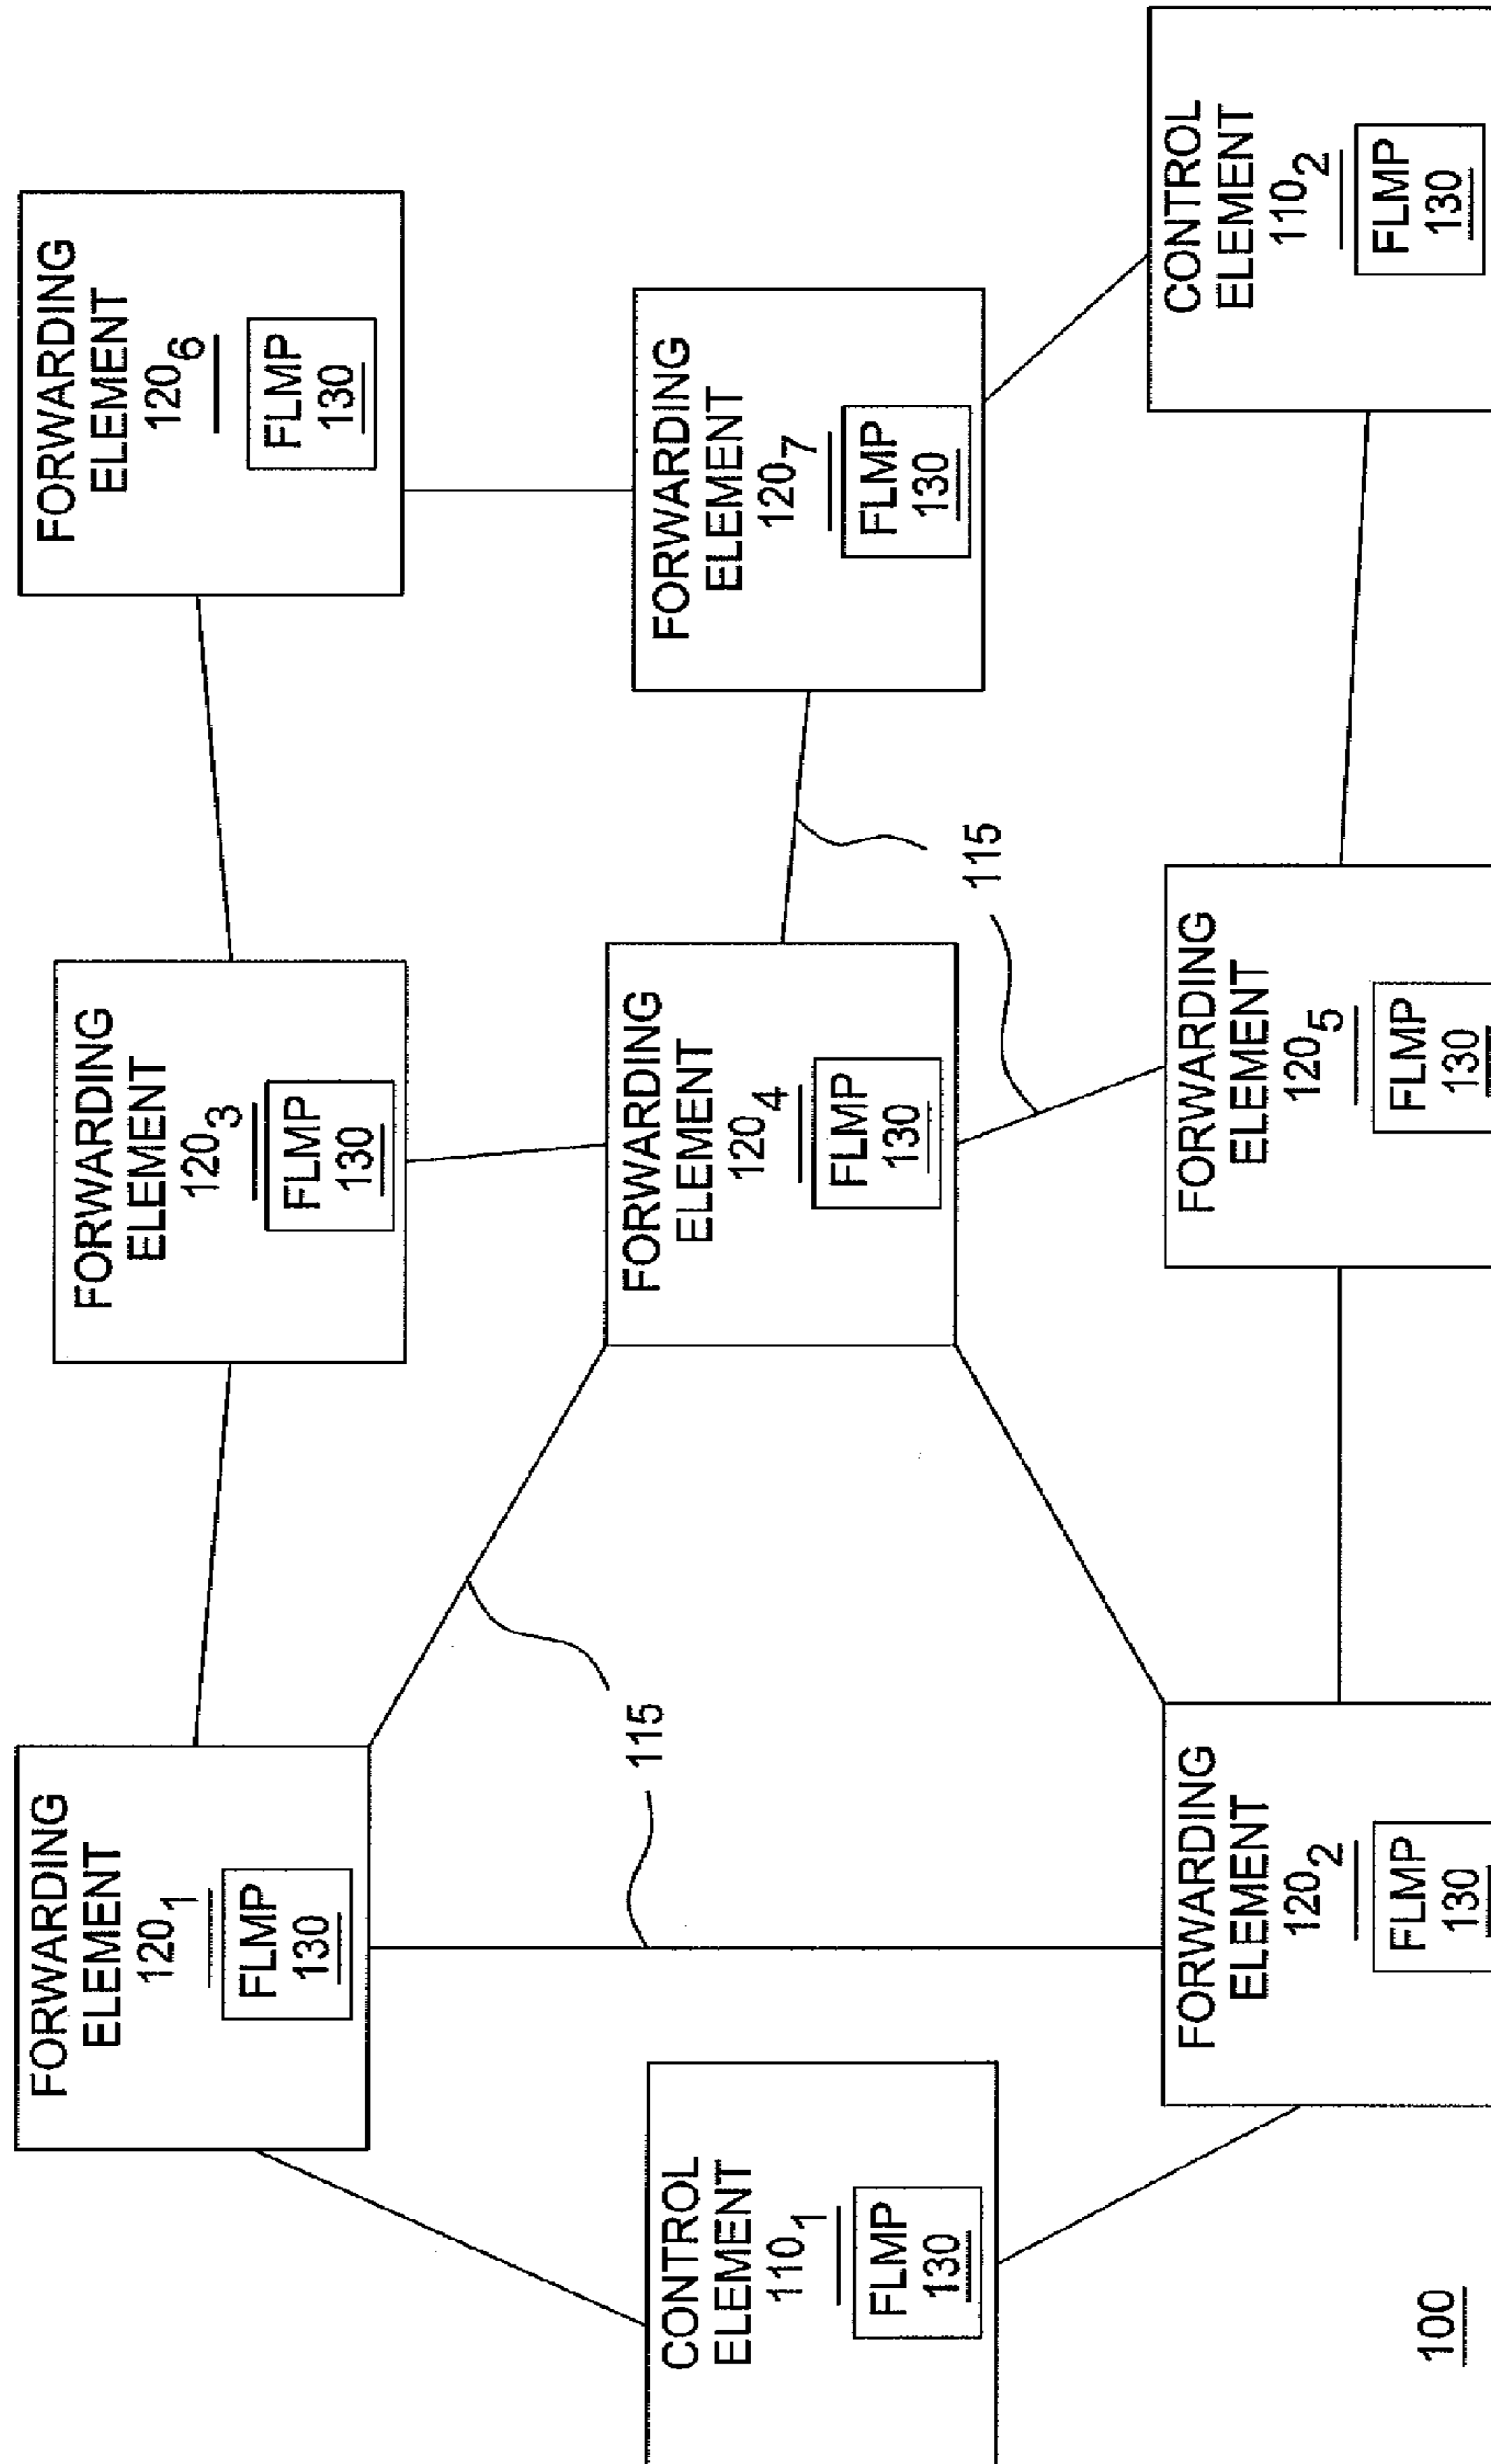 FORWARDING
ELEMENT
120₁
FLMP
130
FORWARDING
ELEMENT
120₃
FLMP
130
FORWARDING
ELEMENT
120₆
FLMP
130
CONTROL
ELEMENT
110₁
FLMP
130
115
FORWARDING
ELEMENT
120₄
FLMP
130
115
FORWARDING
ELEMENT
120₇
FLMP
130
FORWARDING
ELEMENT
120₂
FLMP
130
FORWARDING
ELEMENT
120₅
FLMP
130
CONTROL
ELEMENT
110₂
FLMP
130
100